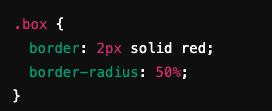 .box {
  border: 2px solid red;
  border-radius: 50%;
}